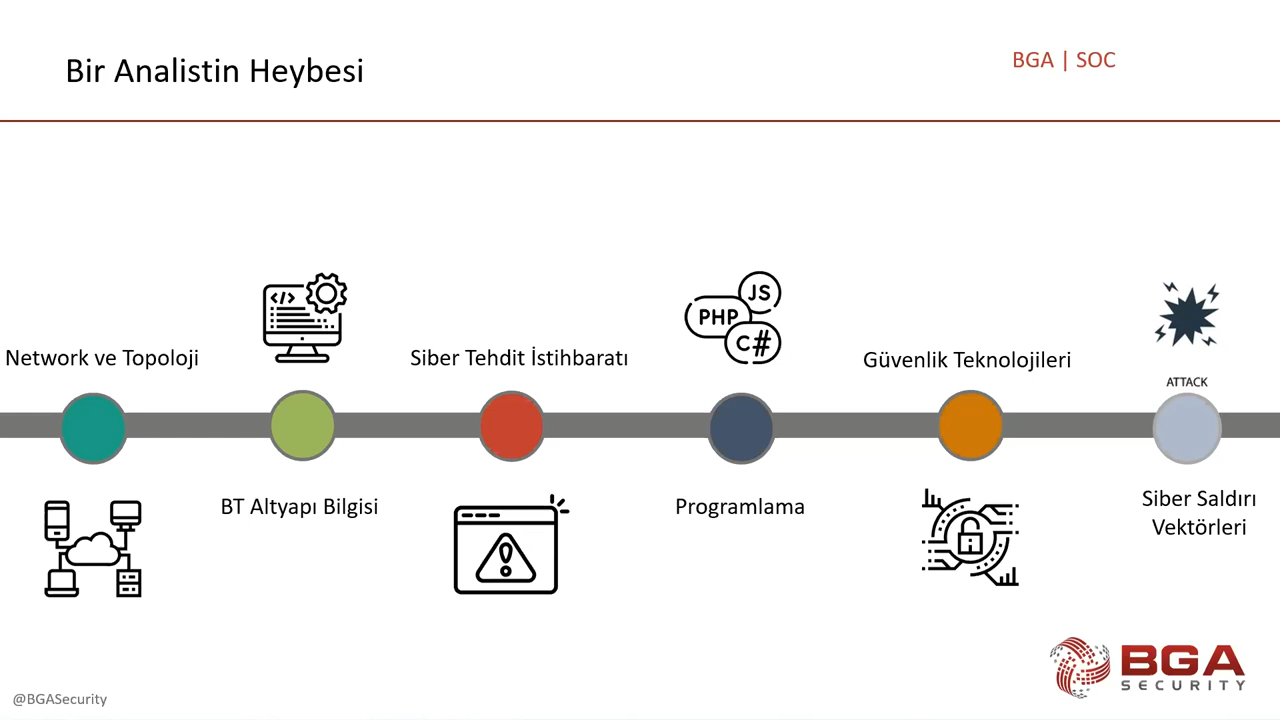 Bir Analistin Heybesi
BGA | SOC
Network ve Topoloji
</>
BT Altyapı Bilgisi
Siber Tehdit İstihbaratı
JS
PHP
C#
Programlama
Güvenlik Teknolojileri
ATTACK
Siber Saldırı
Vektörleri
@BGASecurity
BGA
SECURITY